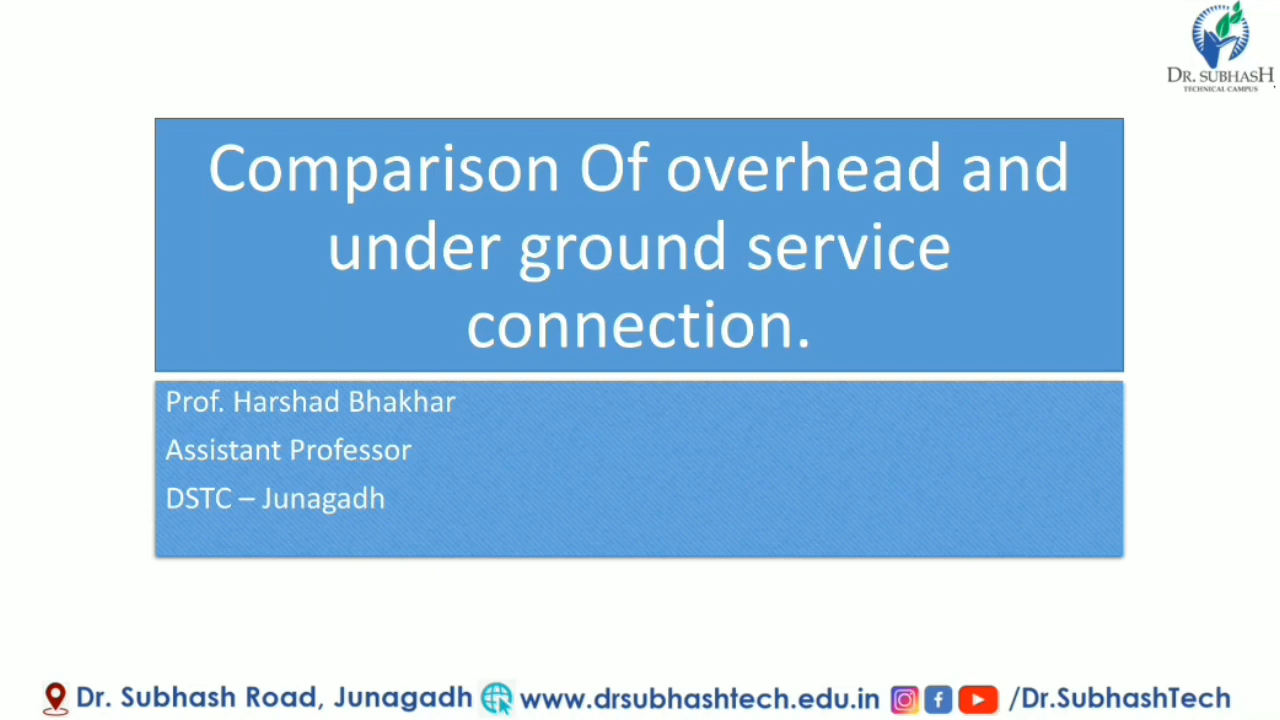 DR. SUBHASH
TECHNICAL CAMPUS
Comparison Of overhead and
under ground service
connection.
Prof. Harshad Bhakhar
Assistant Professor
DSTC – Junagadh
Dr. Subhash Road, Junagadh www.drsubhashtech.edu.in /Dr.SubhashTech